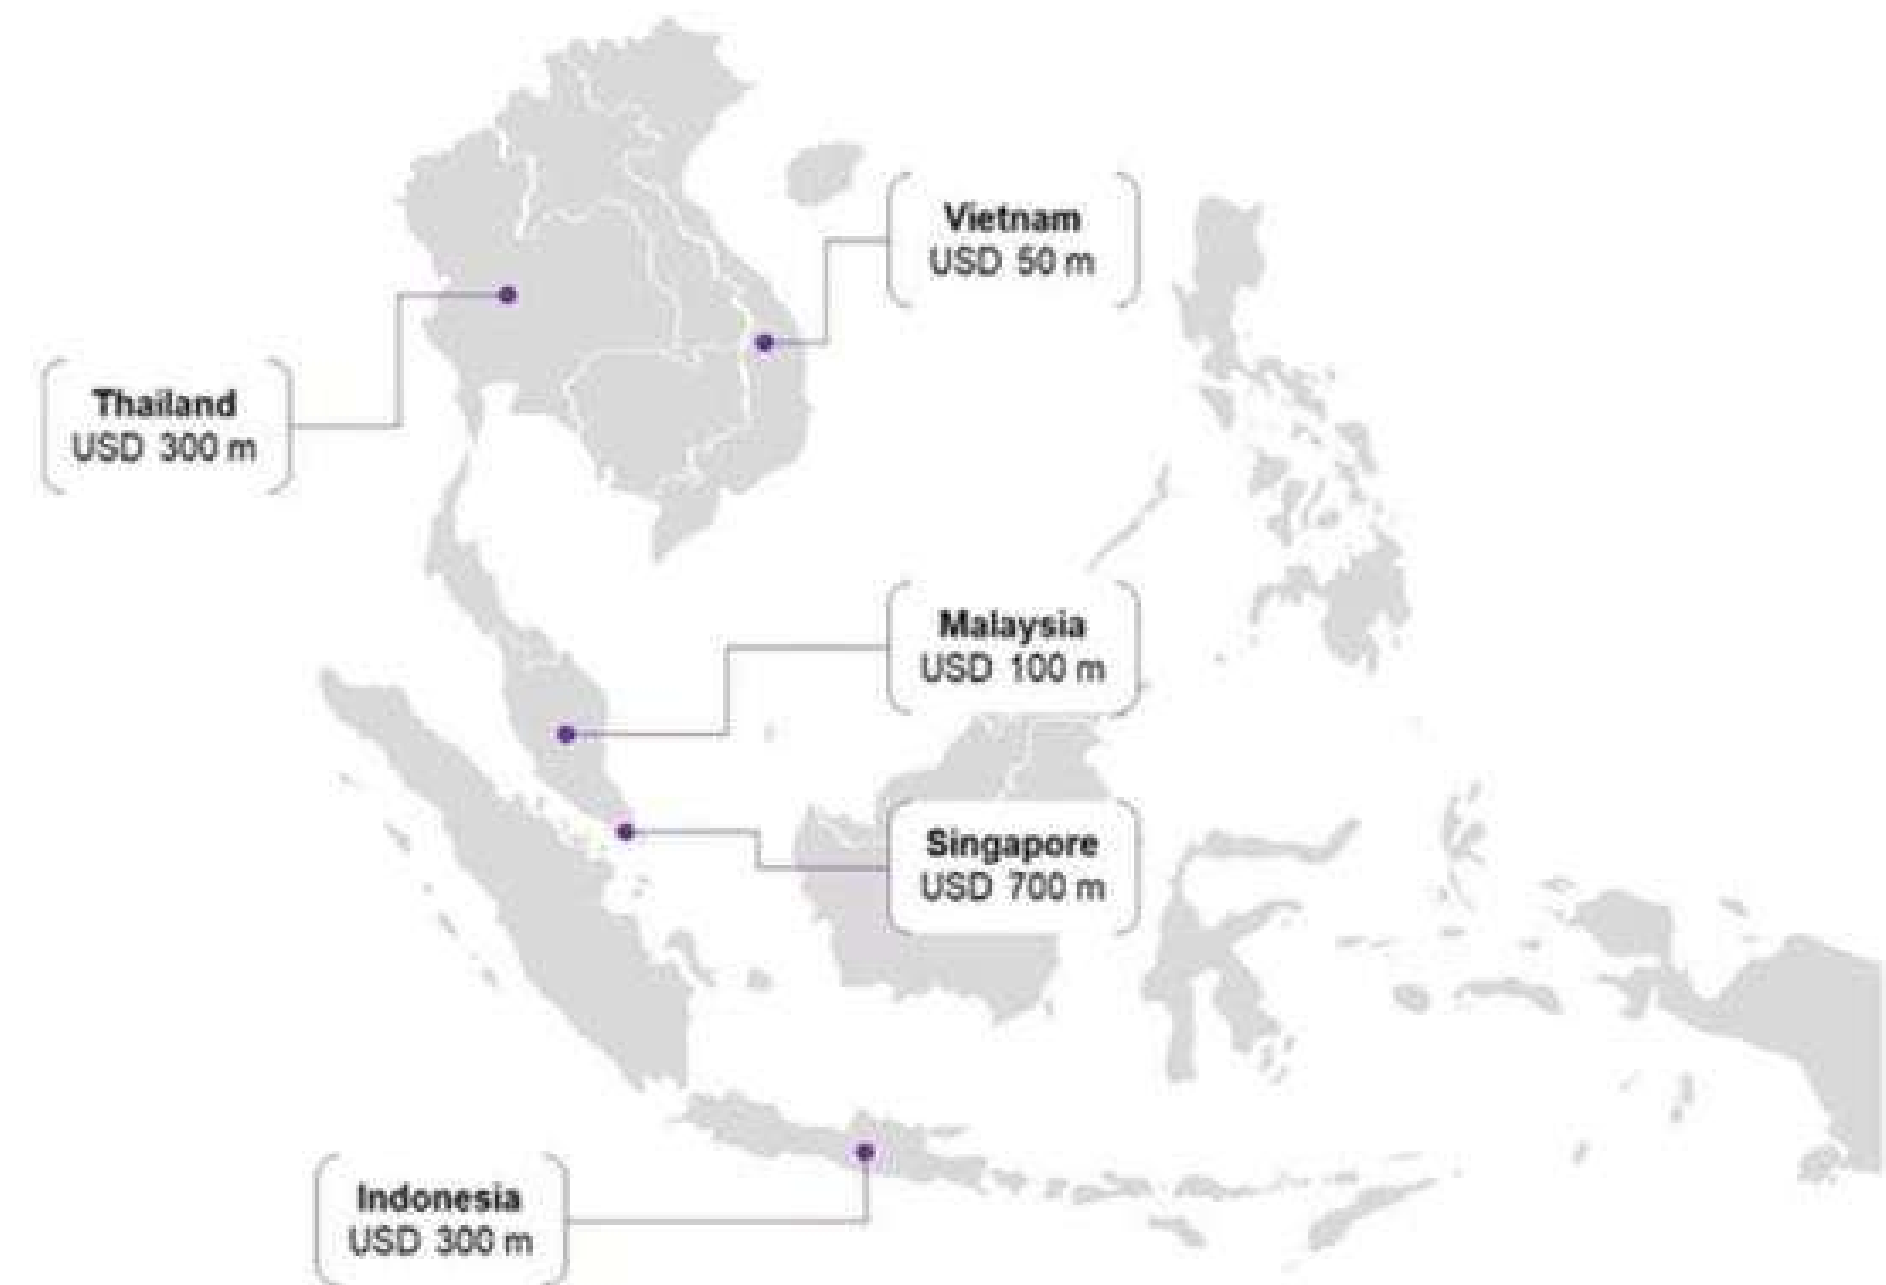 Vietnam
USD 50 m
Thailand
USD 300 m
Malaysia
USD 100 m
Singapore
USD 700 m
Indonesia
USD 300 m